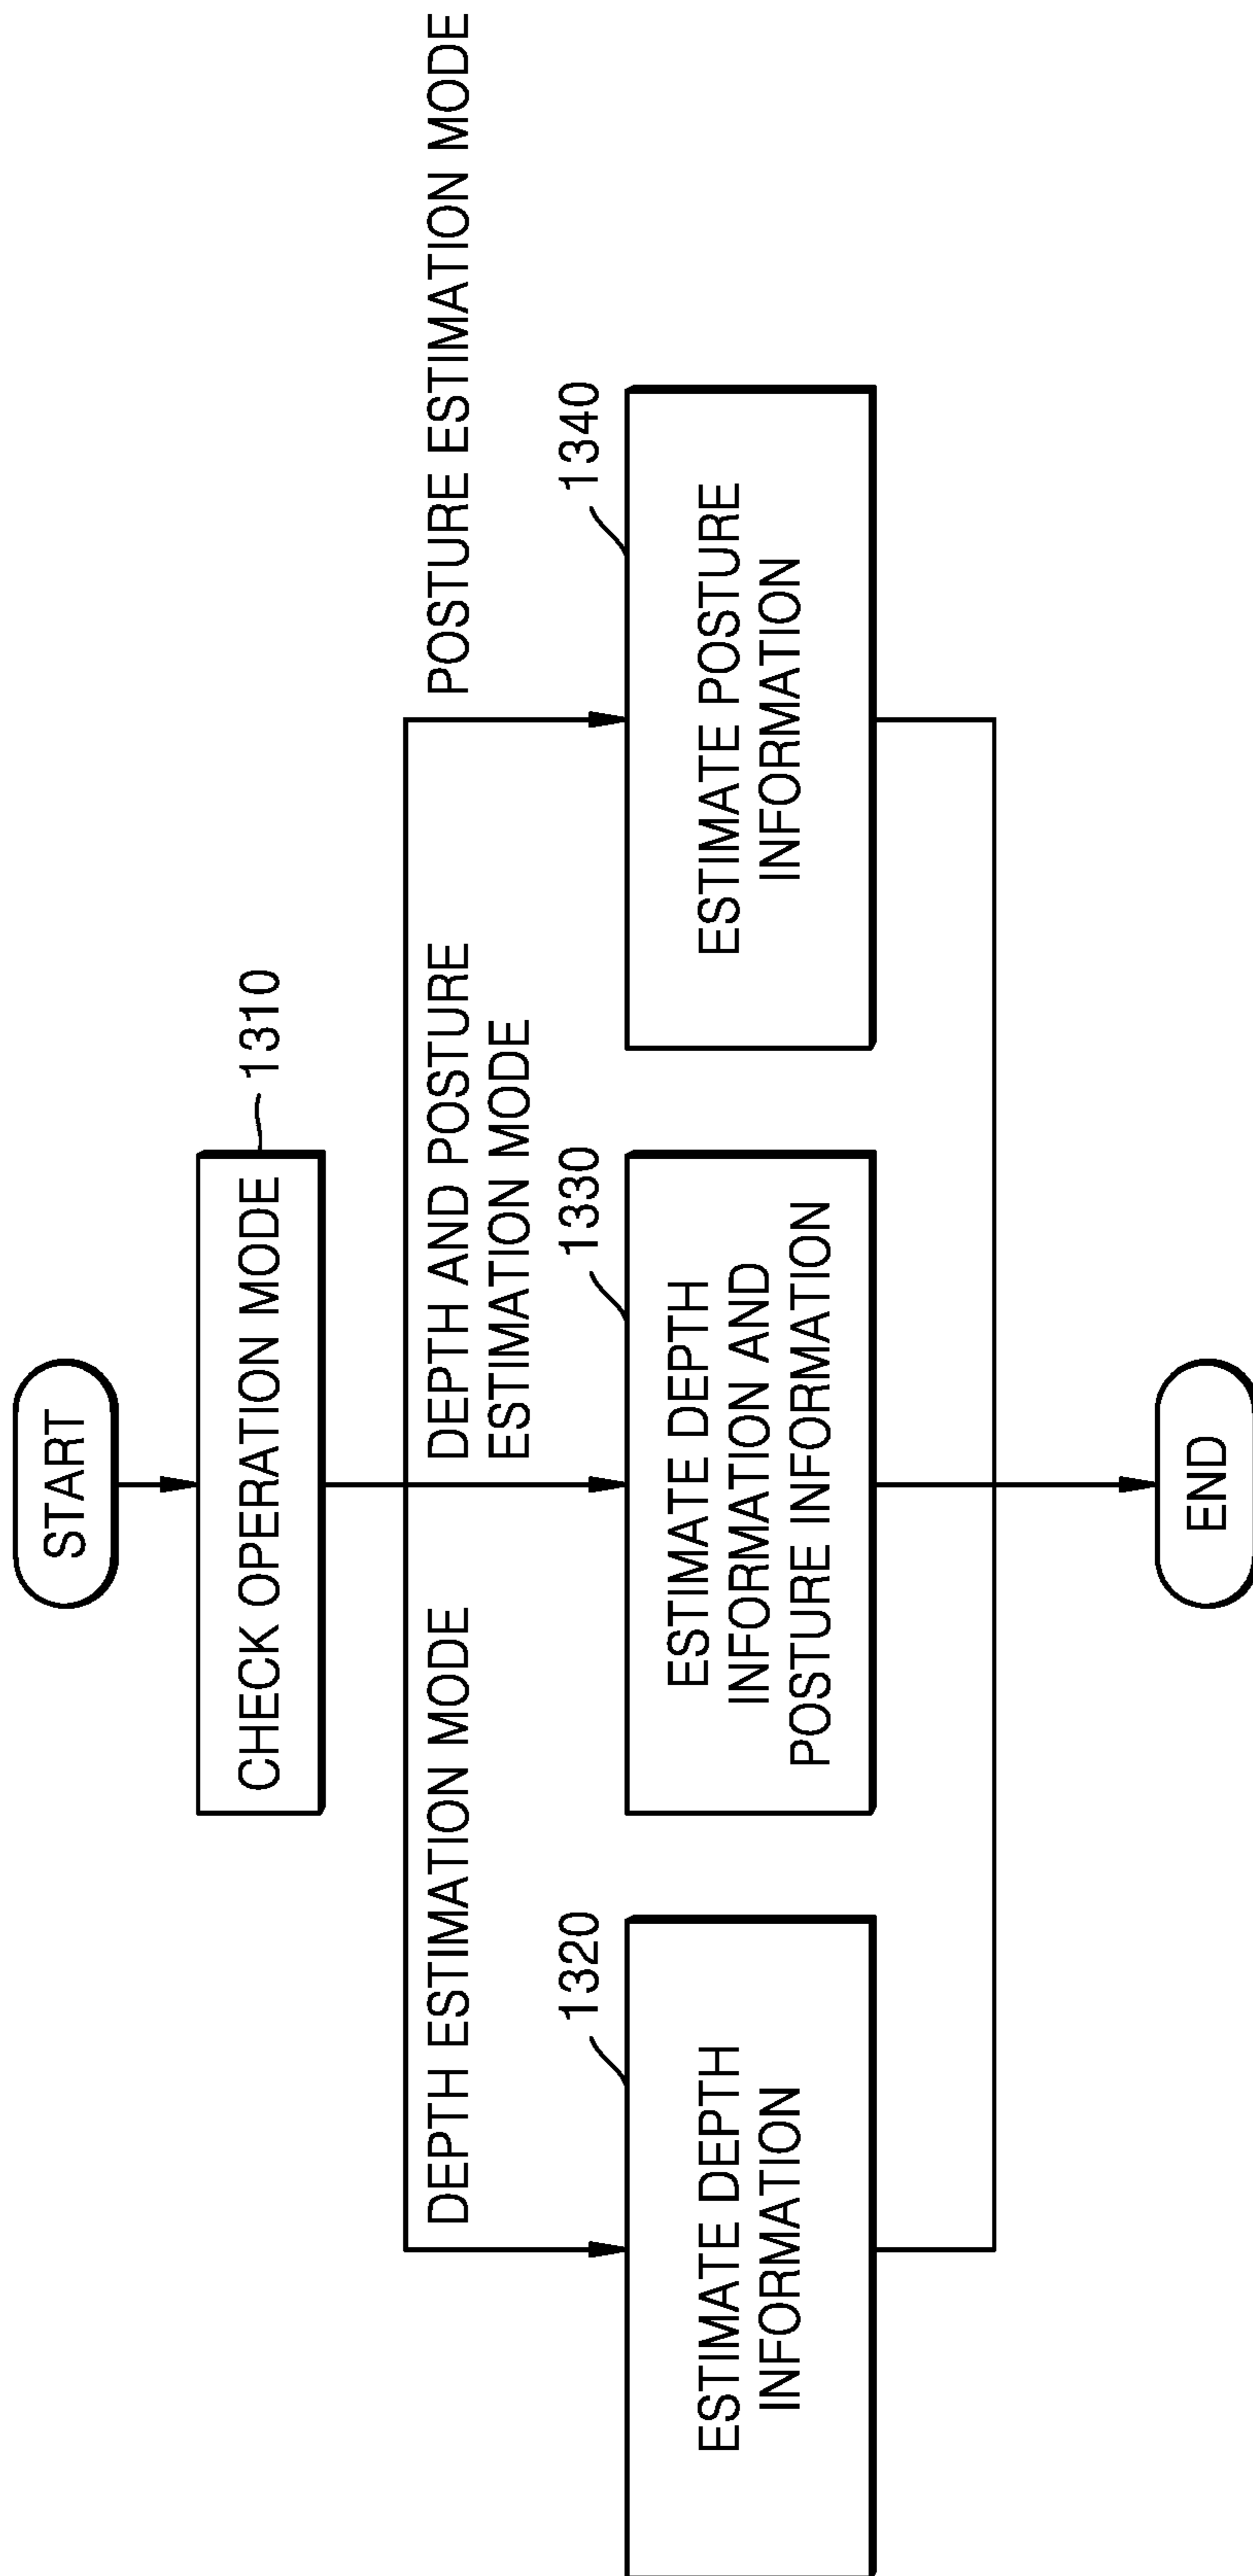 START
CHECK OPERATION MODE
1310
DEPTH ESTIMATION MODE
DEPTH AND POSTURE
ESTIMATION MODE
POSTURE ESTIMATION MODE
1320
ESTIMATE DEPTH
INFORMATION
1330
ESTIMATE DEPTH
INFORMATION AND
POSTURE INFORMATION
1340
ESTIMATE POSTURE
INFORMATION
END